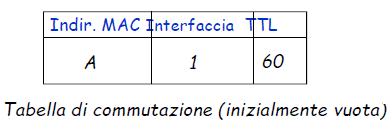 Indir. MAC Interfaccia TTL
A 1 60
Tabella di commutazione (inizialmente vuota)